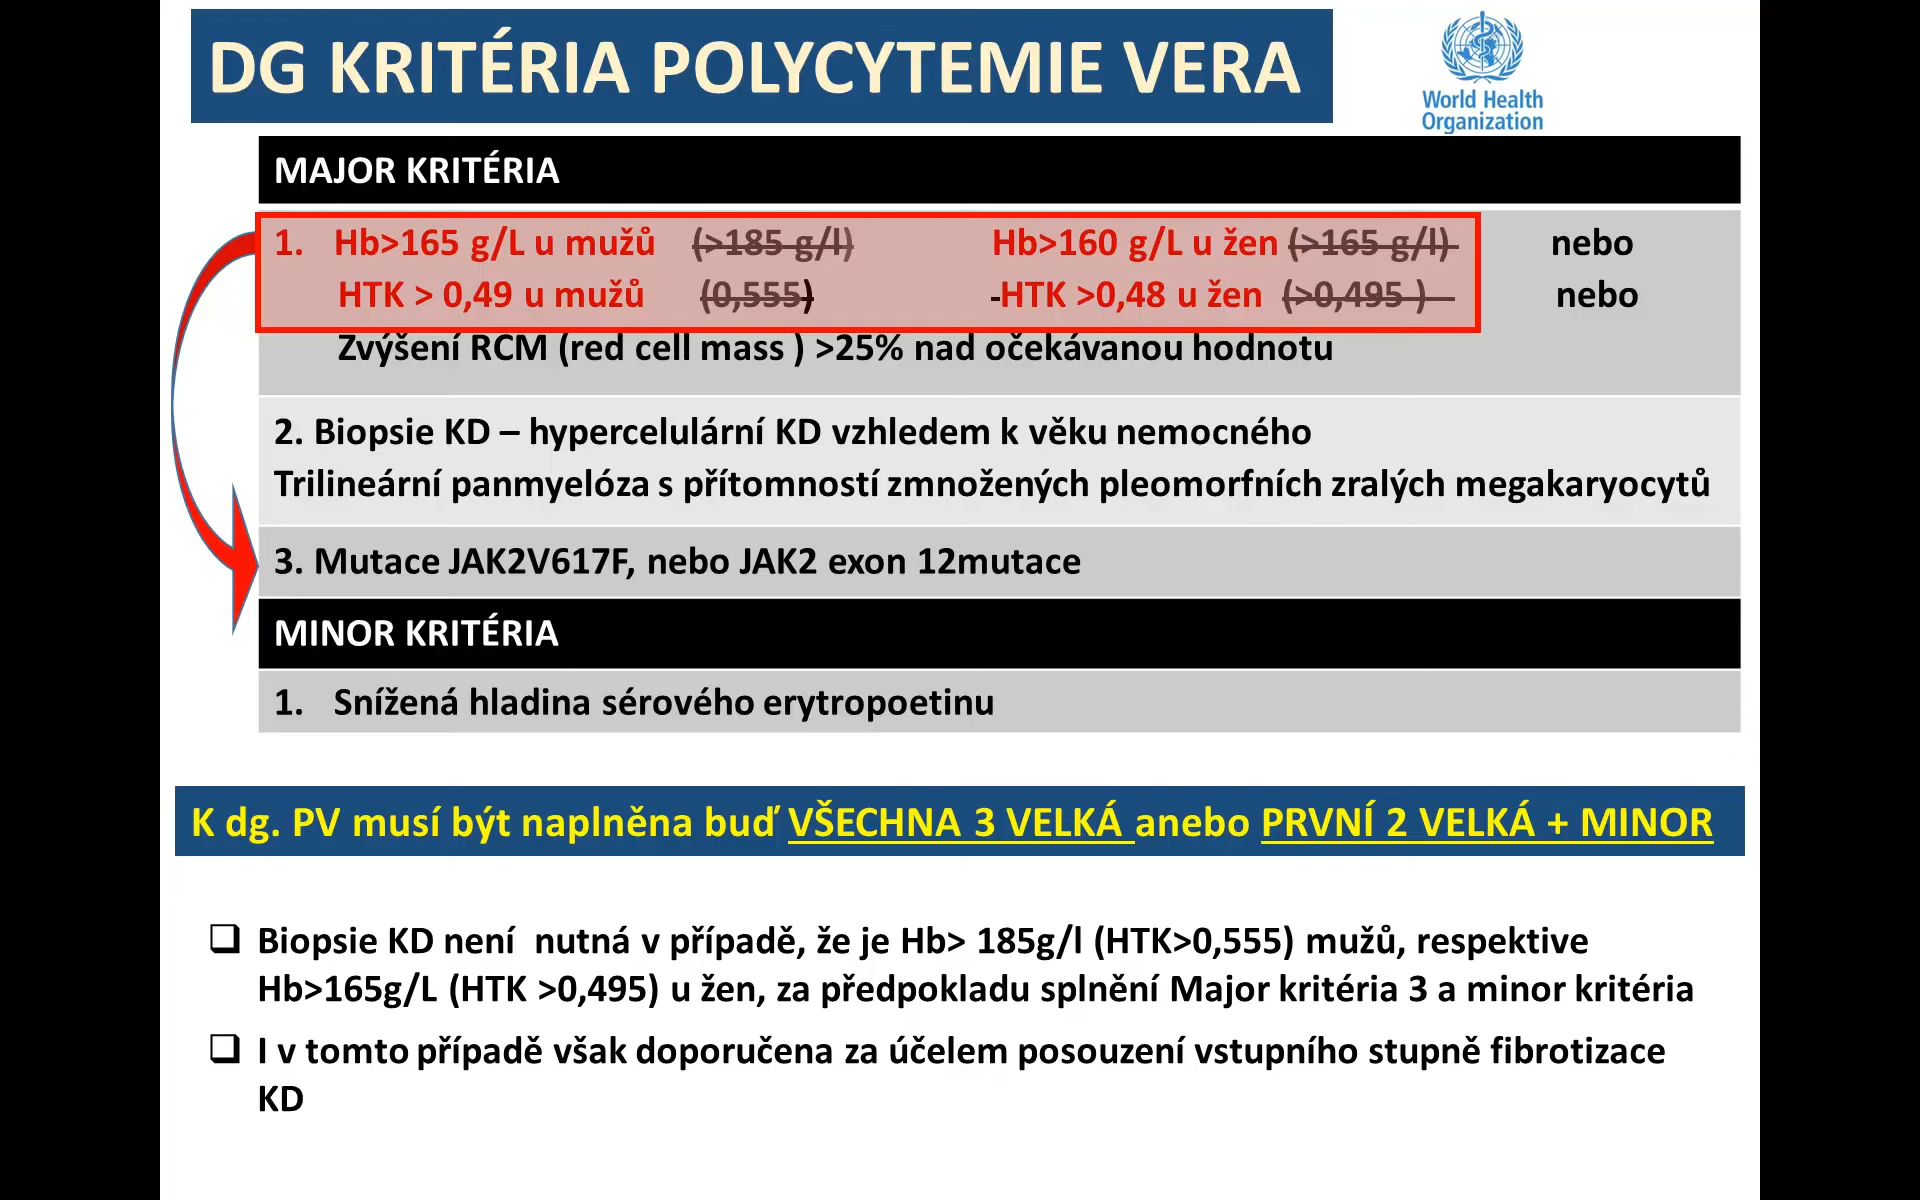 DG KRITÉRIA POLYCYTEMIE VERA
World Health
Organization
MAJOR KRITÉRIA
1. Hb>165 g/L u mužů (>185 g/l) Hb>160 g/L u žen (>165 g/l) nebo
HTK > 0,49 u mužů (0,555) -HTK >0,48 u žen (>0,495 ) nebo
Zvýšení RCM (red cell mass ) >25% nad očekávanou hodnotu
2. Biopsie KD – hypercelulární KD vzhledem k věku nemocného
Trilineární panmyelóza s přítomností zmnožených pleomorfních zralých megakaryocytů
3. Mutace JAK2V617F, nebo JAK2 exon 12mutace
MINOR KRITÉRIA
1. Snížená hladina sérového erytropoetinu
K dg. PV musí být naplněna buď VŠECHNA 3 VELKÁ anebo PRVNÍ 2 VELKÁ + MINOR
❑ Biopsie KD není nutná v případě, že je Hb> 185g/l (HTK>0,555) mužů, respektive
Hb>165g/L (HTK >0,495) u žen, za předpokladu splnění Major kritéria 3 a minor kritéria
❑ I v tomto případě však doporučena za účelem posouzení vstupního stupně fibrotizace
KD